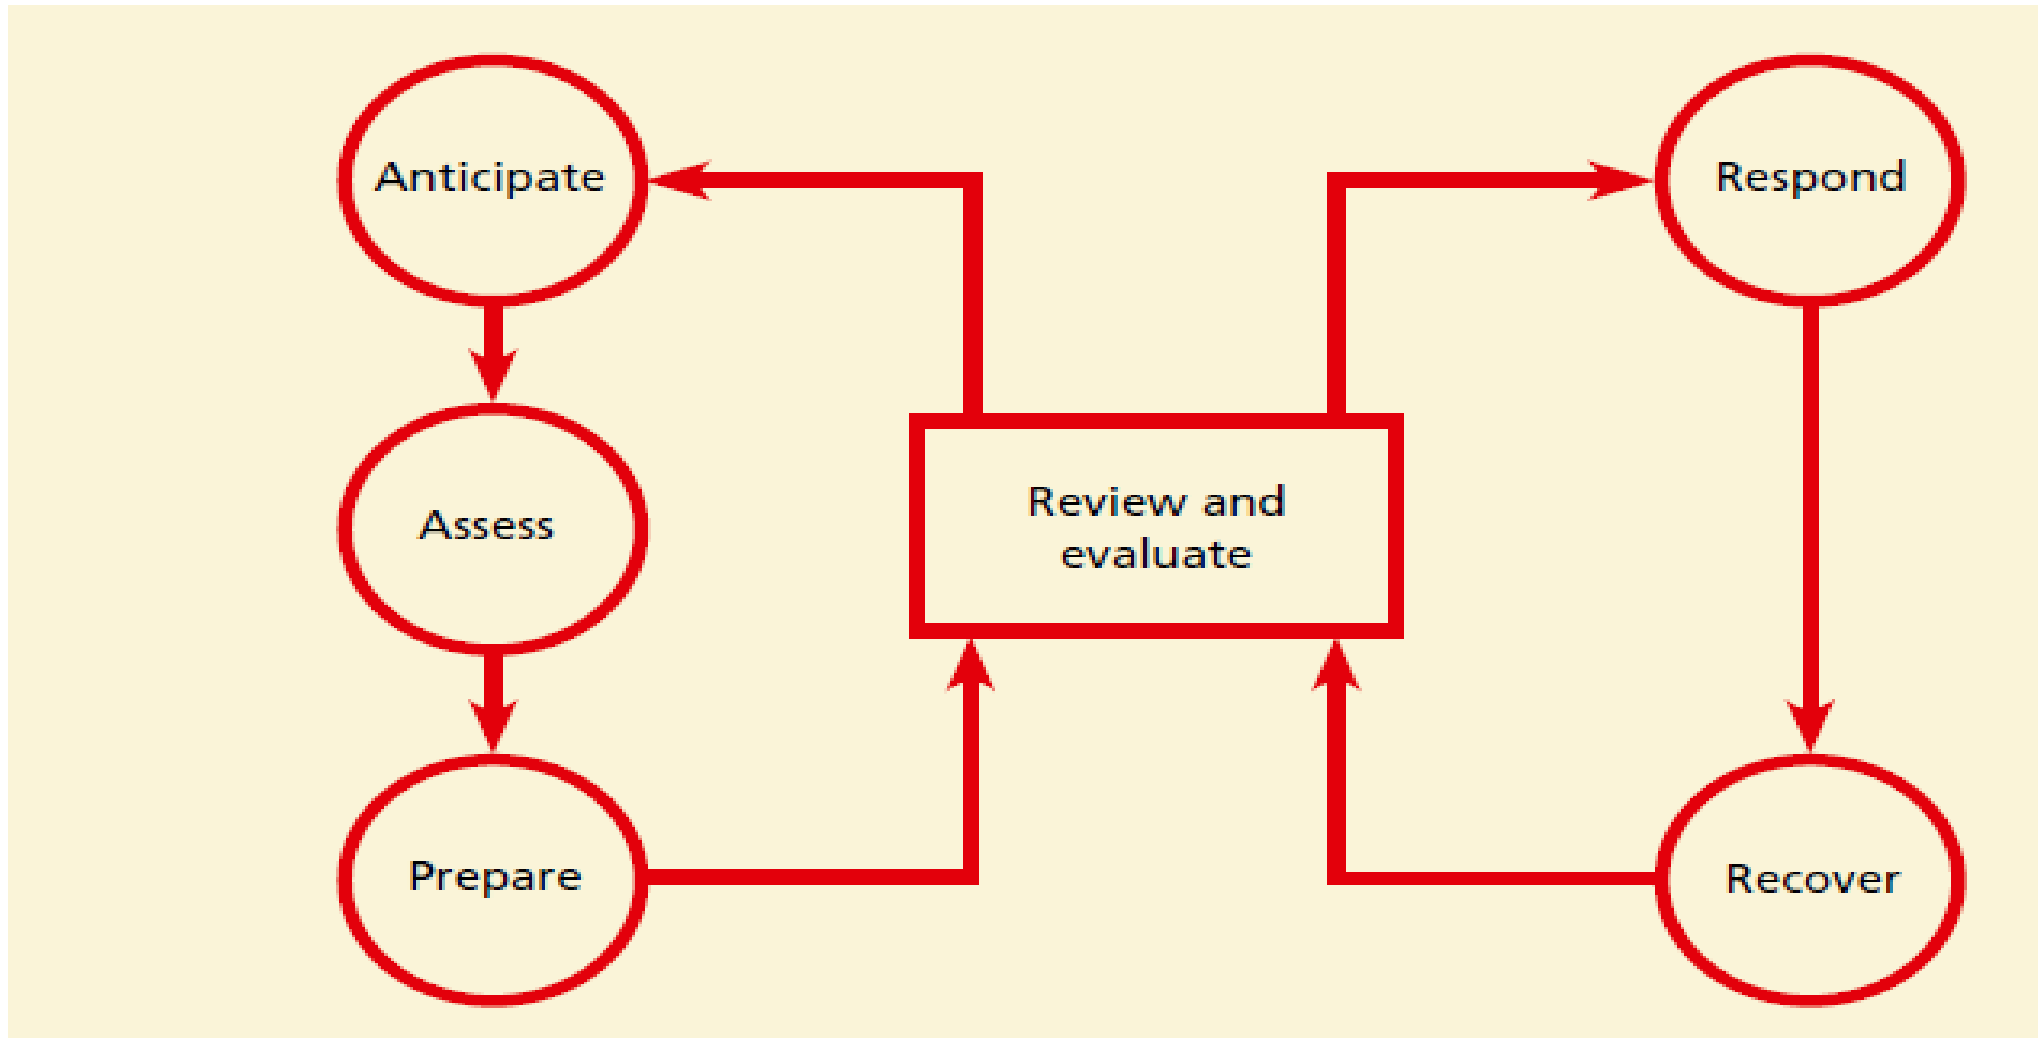 Anticipate
Respond
Assess
Review and
evaluate
Prepare
Recover